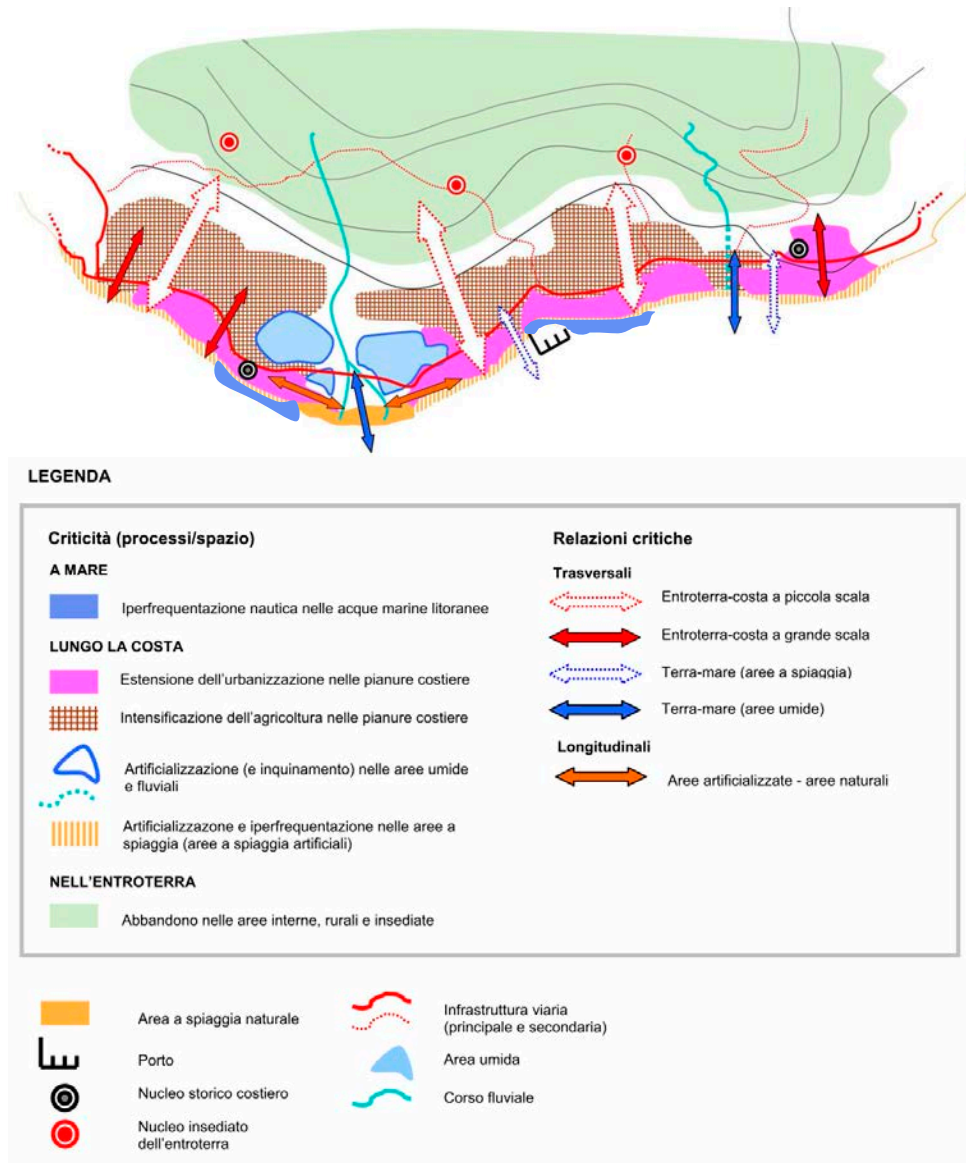 LEGENDA
Criticità (processi/spazio)
A MARE
Iperfrequentazione nautica nelle acque marine litoranee
LUNGO LA COSTA
Estensione dell'urbanizzazione nelle pianure costiere
Intensificazione dell'agricoltura nelle pianure costiere
Artificializzazione (e inquinamento) nelle aree umide
e fluviali
Artificializzazone e iperfrequentazione nelle aree a
spiaggia (aree a spiaggia artificiali)
NELL'ENTROTERRA
Abbandono nelle aree interne, rurali e insediate
Relazioni critiche
Trasversali
Entroterra-costa a piccola scala
Entroterra-costa a grande scala
Terra-mare (aree a spiaggia)
Terra-mare (aree umide)
Longitudinali
Aree artificializzate - aree naturali
Area a spiaggia naturale
Porto
Nucleo storico costiero
Nucleo insediato
dell'entroterra
Infrastruttura viaria
(principale e secondaria)
Area umida
Corso fluviale